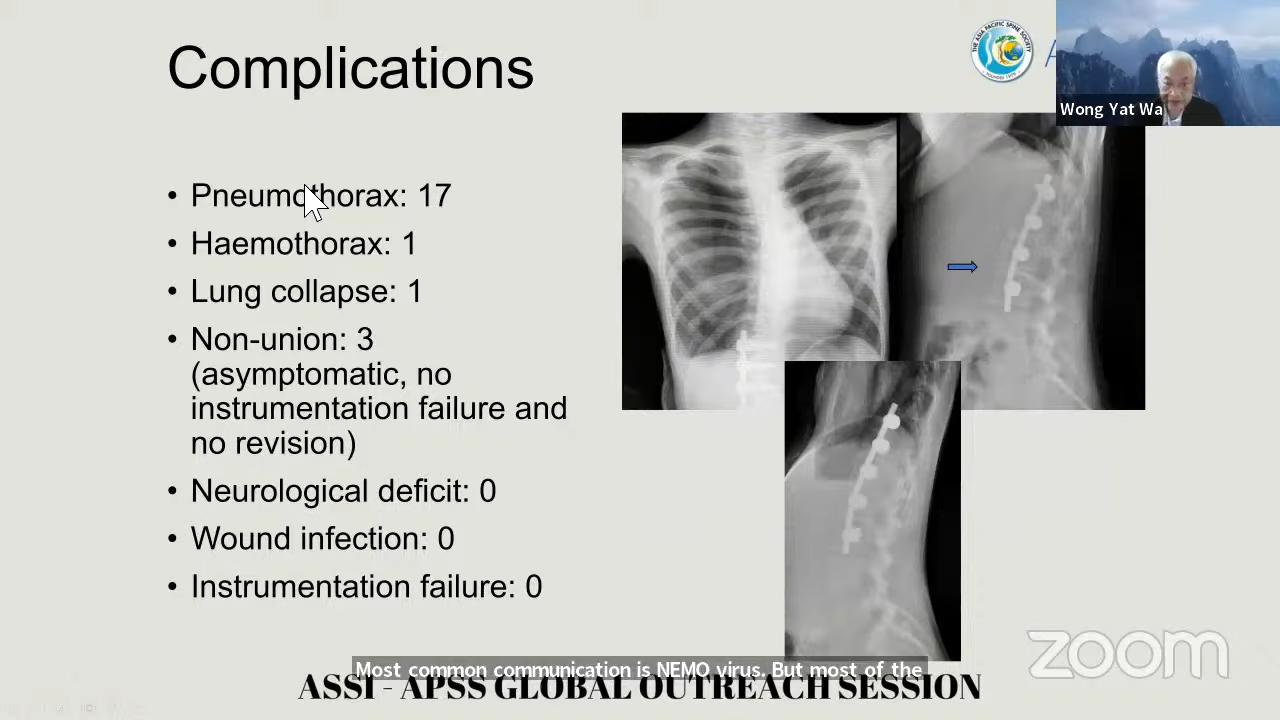 Complications
A
Wong Yat Wa
• Pneumothorax: 17
• Haemothorax: 1
• Lung collapse: 1
• Non-union: 3
(asymptomatic, no
instrumentation failure and
no revision)
• Neurological deficit: 0
• Wound infection: 0
• Instrumentation failure: 0
zoom
Most common communication is NEMO virus. But most of the
ASSI - APSS GLOBAL OUTREACH SESSION